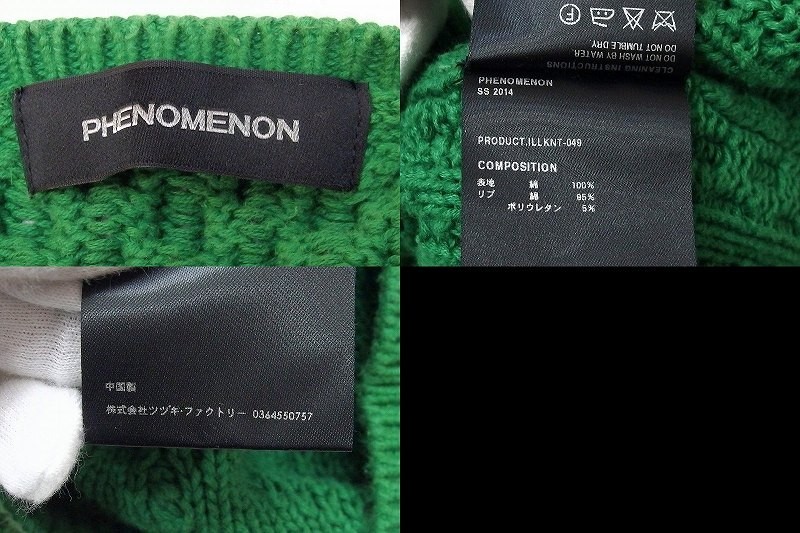 PHENOMENON
CLEANING INSTRUCTIONS
DO NOT WASH BY WATER.
DO NOT TUMBLE DRY
F
PHENOMENON
SS 2014
PRODUCT.ILLKNT-049
COMPOSITION
表地 綿 100%
リブ 綿 95%
ポリウレタン 5%
中国製
株式会社ツヅキ・ファクトリー 0364550757